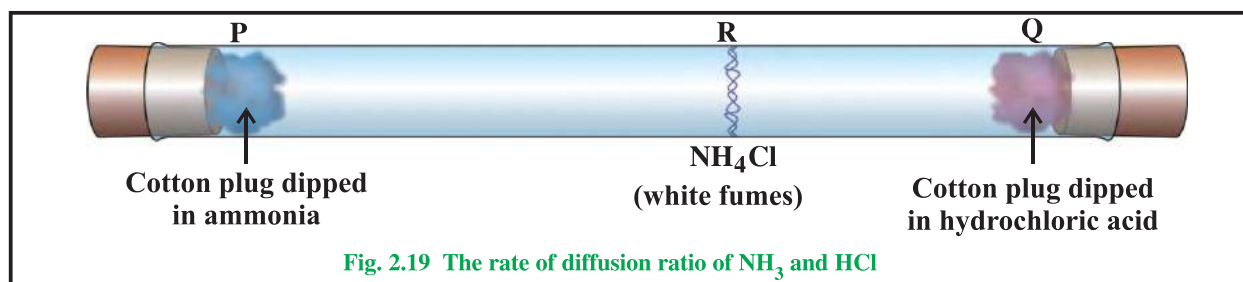 P R Q
NH₄Cl
(white fumes)
Cotton plug dipped
in ammonia
Cotton plug dipped
in hydrochloric acid
Fig. 2.19 The rate of diffusion ratio of NH₃ and HCl